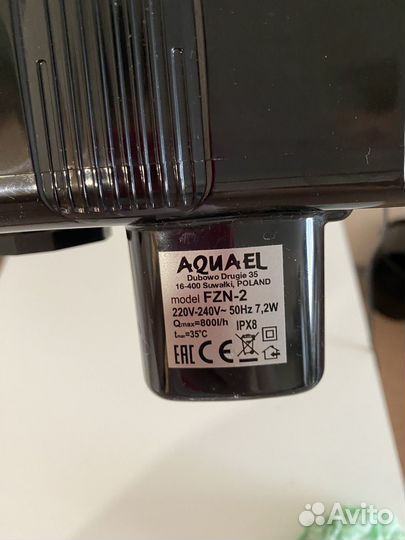 AQUAEL
Dubowo Drugie 35
16-400 Suwałki, POLAND
model FZN-2
220V-240V~ 50Hz 7,2W
Qmax=800l/h IPX8
tmax=35°C
EAC CE
Avito